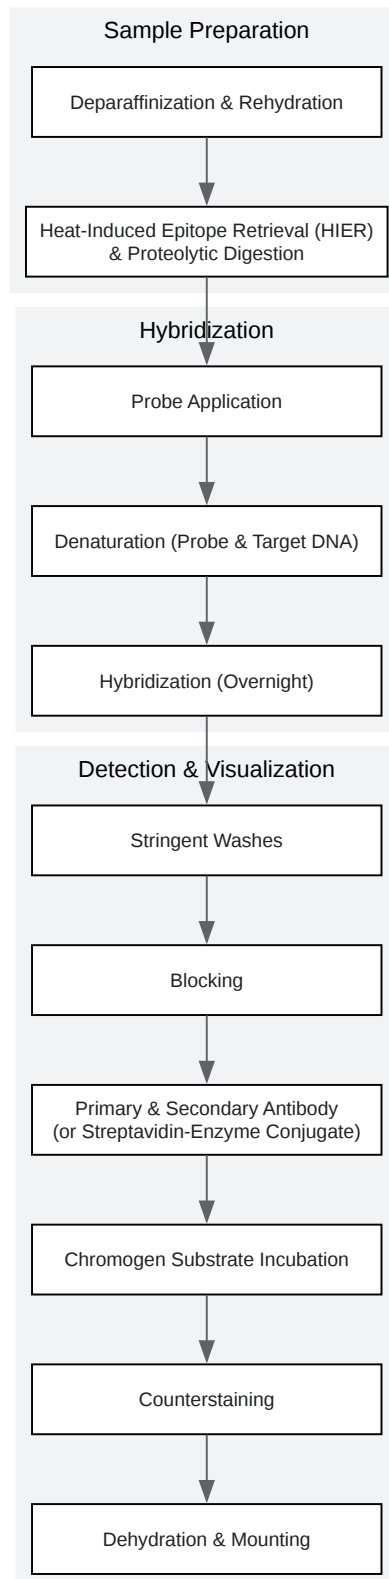 Sample Preparation
Deparaffinization & Rehydration
Heat-Induced Epitope Retrieval (HIER)
& Proteolytic Digestion
Hybridization
Probe Application
Denaturation (Probe & Target DNA)
Hybridization (Overnight)
Detection & Visualization
Stringent Washes
Blocking
Primary & Secondary Antibody
(or Streptavidin-Enzyme Conjugate)
Chromogen Substrate Incubation
Counterstaining
Dehydration & Mounting